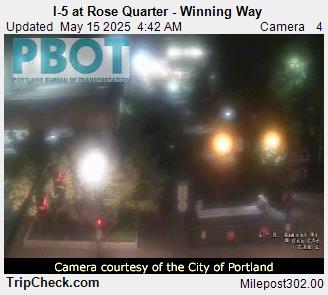 I-5 at Rose Quarter - Winning Way
Updated May 15 2025 4:42 AM Camera 4
PBOT
PORTLAND BUREAU OF TRANSPORTATION
Camera courtesy of the City of Portland
TripCheck.com Milepost302.00